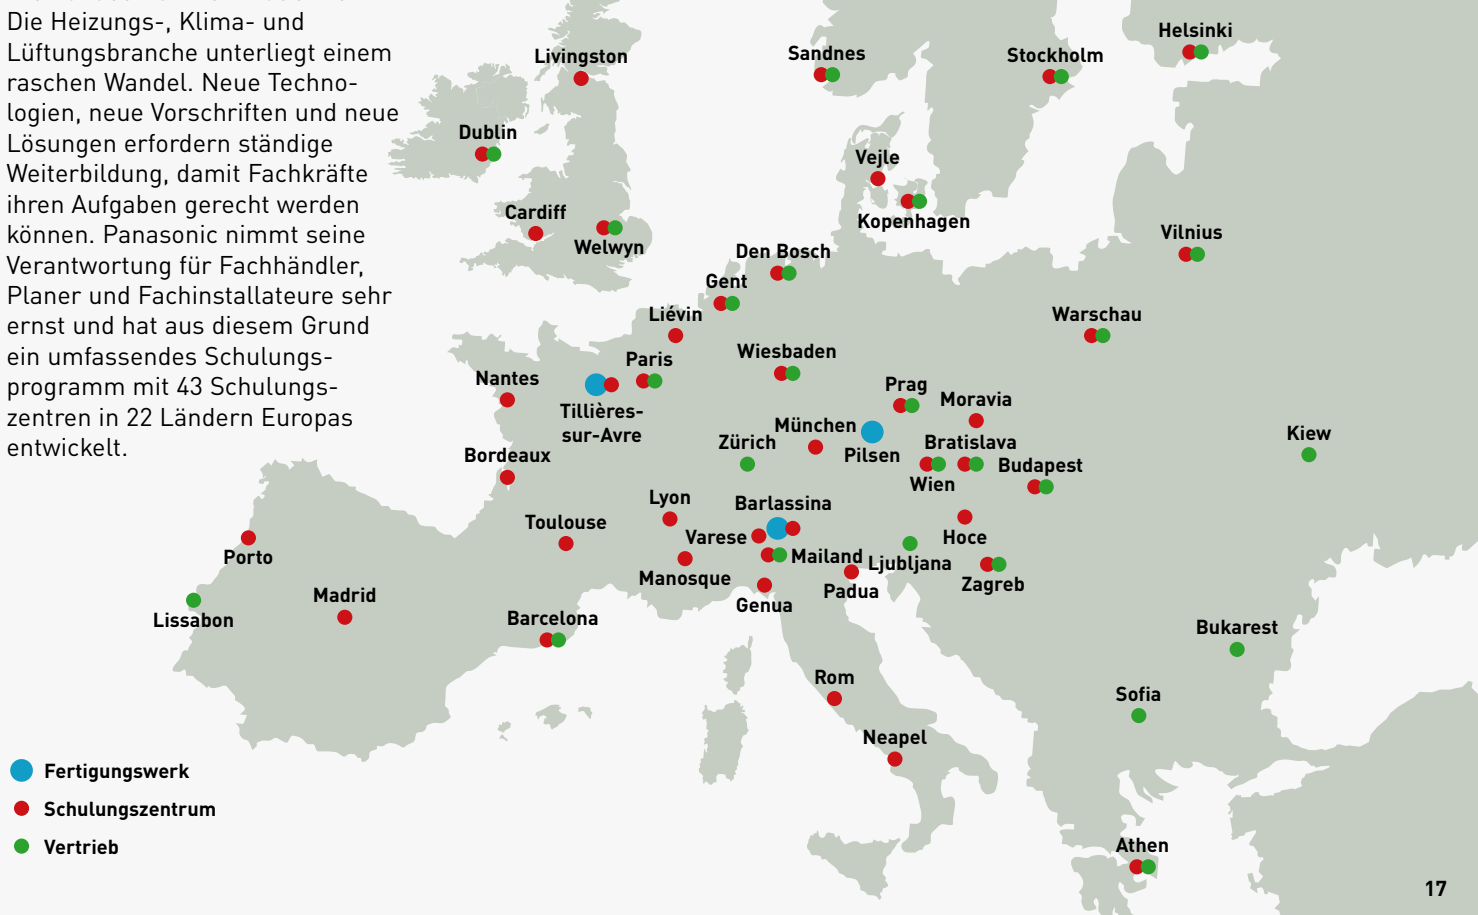 Die Heizungs-, Klima- und
Lüftungsbranche unterliegt einem
raschen Wandel. Neue Techno-
logien, neue Vorschriften und neue
Lösungen erfordern ständige
Weiterbildung, damit Fachkräfte
ihren Aufgaben gerecht werden
können. Panasonic nimmt seine
Verantwortung für Fachhändler,
Planer und Fachinstallateure sehr
ernst und hat aus diesem Grund
ein umfassendes Schulungs-
programm mit 43 Schulungs-
zentren in 22 Ländern Europas
entwickelt.
Helsinki
Sandnes
Stockholm
Livingston
Dublin
Vejle
Cardiff
Kopenhagen
Vilnius
Welwyn
Den Bosch
Gent
Liévin
Warschau
Wiesbaden
Paris
Nantes
Prag
Moravia
Tillières-
sur-Avre
München
Kiew
Zürich
Bratislava
Pilsen
Bordeaux
Budapest
Wien
Lyon
Barlassina
Toulouse
Varese
Hoce
Porto
Mailand
Ljubljana
Manosque
Zagreb
Padua
Madrid
Genua
Lissabon
Barcelona
Bukarest
Rom
Sofia
Neapel
Fertigungswerk
Schulungszentrum
Vertrieb
Athen
17